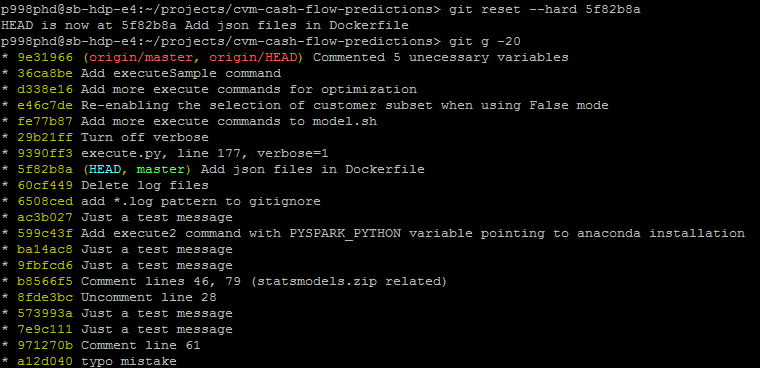 p998phd@sb-hdp-e4:~/projects/cvm-cash-flow-predictions> git reset --hard 5f82b8a
HEAD is now at 5f82b8a Add json files in Dockerfile
p998phd@sb-hdp-e4:~/projects/cvm-cash-flow-predictions> git g -20
* 9e31966 (origin/master, origin/HEAD) Commented 5 unecessary variables
* 36ca8be Add executeSample command
* d338e16 Add more execute commands for optimization
* e46c7de Re-enabling the selection of customer subset when using False mode
* fe77b87 Add more execute commands to model.sh
* 29b21ff Turn off verbose
* 9390ff3 execute.py, line 177, verbose=1
* 5f82b8a (HEAD, master) Add json files in Dockerfile
* 60cf449 Delete log files
* 6508ced add *.log pattern to gitignore
* ac3b027 Just a test message
* 599c43f Add execute2 command with PYSPARK_PYTHON variable pointing to anaconda installation
* ba14ac8 Just a test message
* 9fbfcd6 Just a test message
* b8566f5 Comment lines 46, 79 (statsmodels.zip related)
* 8fde3bc Uncomment line 28
* 573993a Just a test message
* 7e9c111 Just a test message
* 971270b Comment line 61
* a12d040 typo mistake